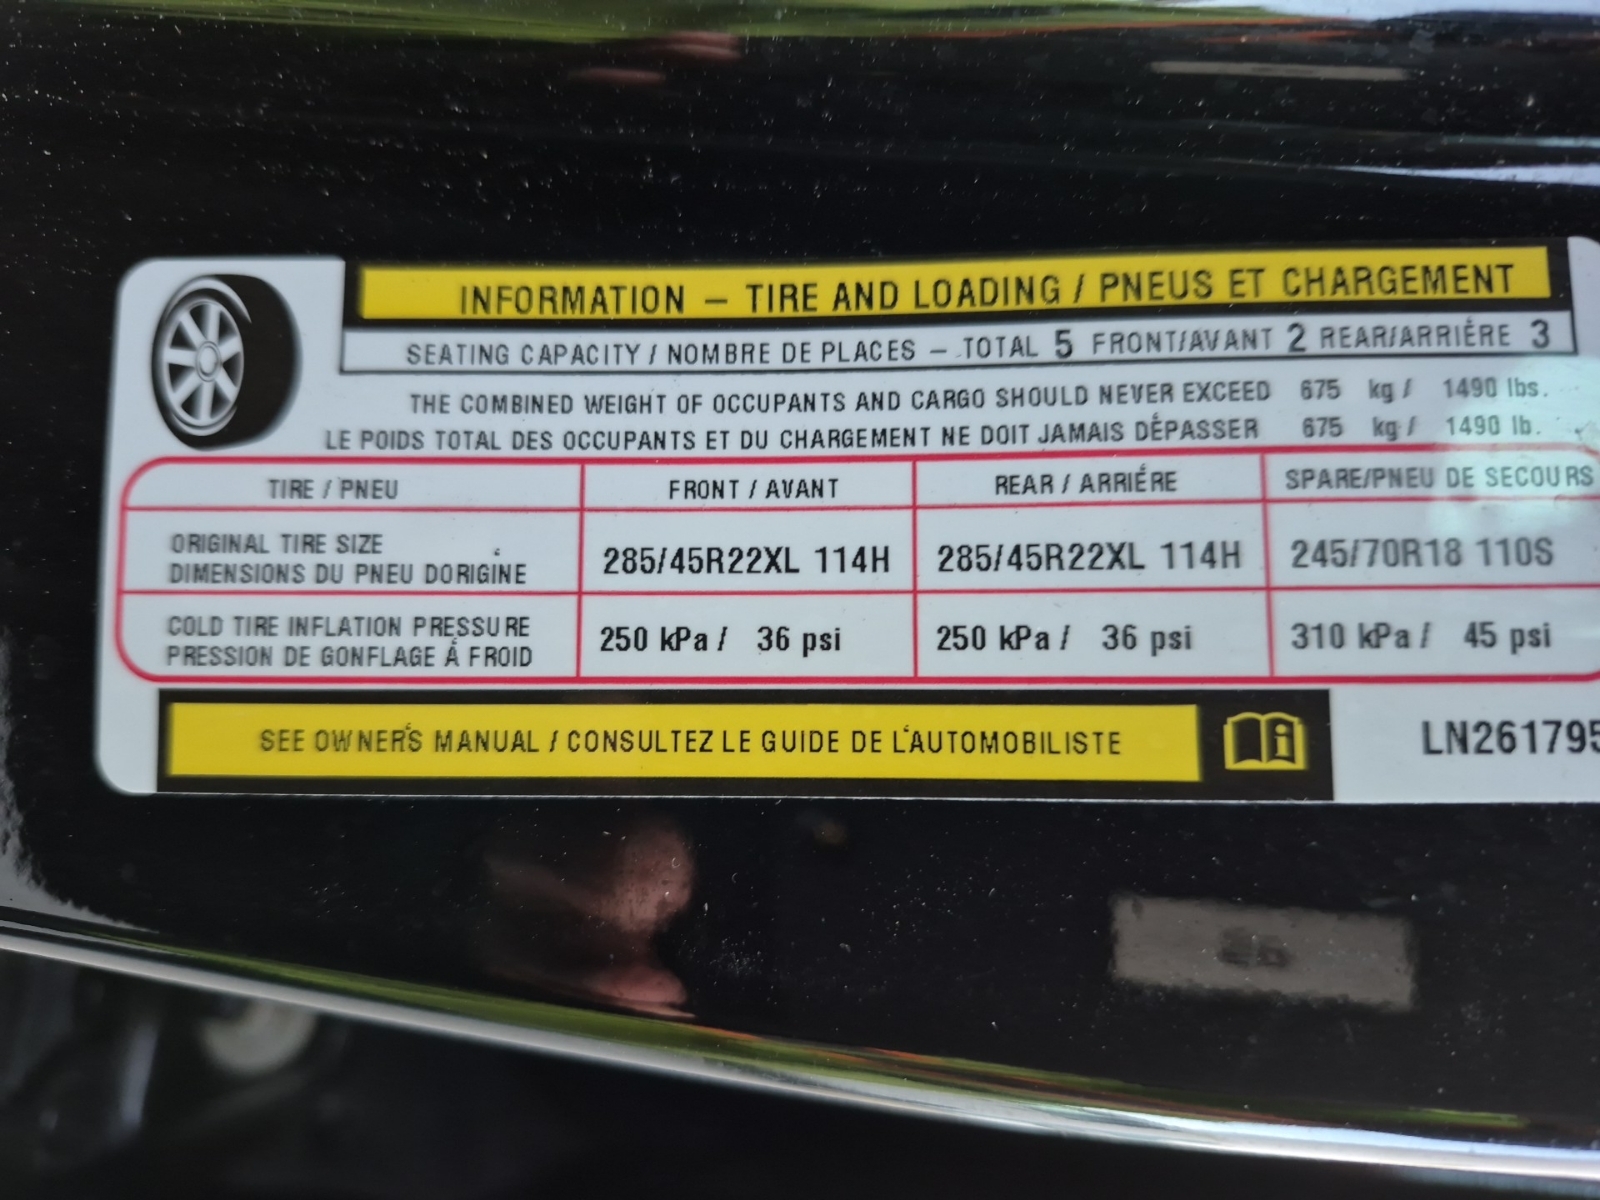 INFORMATION – TIRE AND LOADING / PNEUS ET CHARGEMENT
SEATING CAPACITY / NOMBRE DE PLACES – TOTAL 5 FRONT/AVANT 2 REAR/ARRIÈRE 3
THE COMBINED WEIGHT OF OCCUPANTS AND CARGO SHOULD NEVER EXCEED 675 kg / 1490 lbs.
LE POIDS TOTAL DES OCCUPANTS ET DU CHARGEMENT NE DOIT JAMAIS DÉPASSER 675 kg / 1490 lb.
TIRE / PNEU FRONT / AVANT REAR / ARRIÉRE SPARE/PNEU DE SECOURS
ORIGINAL TIRE SIZE
DIMENSIONS DU PNEU D'ORIGINE 285/45R22XL 114H 285/45R22XL 114H 245/70R18 110S
COLD TIRE INFLATION PRESSURE
PRESSION DE GONFLAGE À FROID 250 kPa / 36 psi 250 kPa / 36 psi 310 kPa / 45 psi
SEE OWNER'S MANUAL / CONSULTEZ LE GUIDE DE L'AUTOMOBILISTE
LN261795